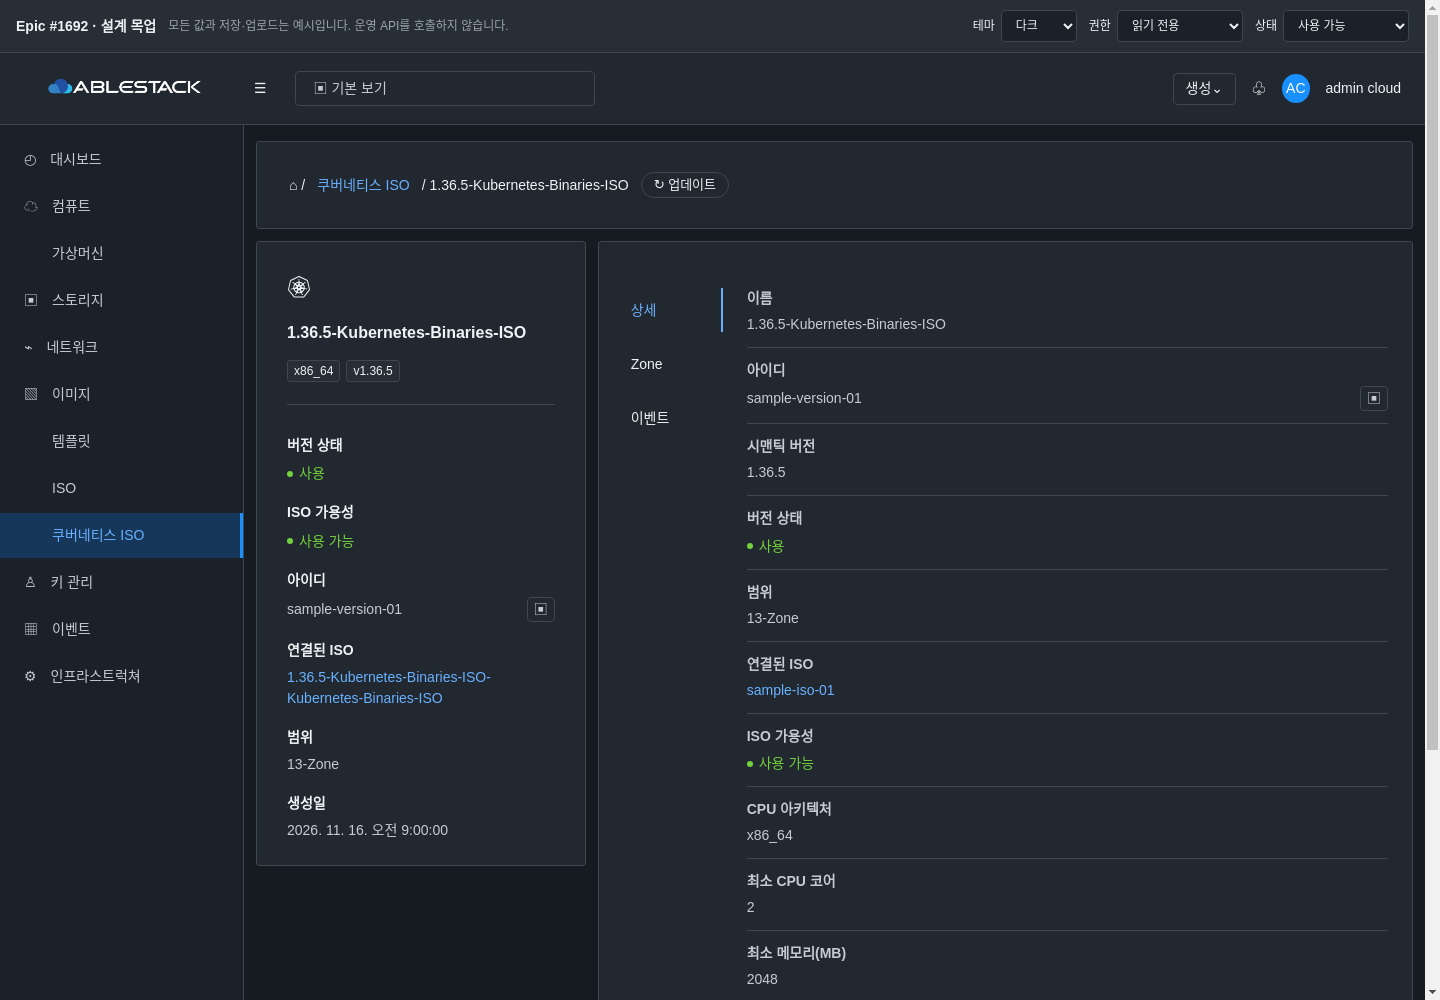 Epic #1692 · 설계 목업 모든 값과 저장·업로드는 예시입니다. 운영 API를 호출하지 않습니다. 테마 다크 권한 읽기 전용 상태 사용 가능
ABLESTACK ☰ ▣ 기본 보기 생성⌄ AC admin cloud
대시보드
컴퓨트
가상머신
스토리지
네트워크
이미지
템플릿
ISO
쿠버네티스 ISO
키 관리
이벤트
인프라스트럭쳐
⌂ / 쿠버네티스 ISO / 1.36.5-Kubernetes-Binaries-ISO ↻ 업데이트
1.36.5-Kubernetes-Binaries-ISO
x86_64 v1.36.5
버전 상태
사용
ISO 가용성
사용 가능
아이디
sample-version-01
연결된 ISO
1.36.5-Kubernetes-Binaries-ISO-
Kubernetes-Binaries-ISO
범위
13-Zone
생성일
2026. 11. 16. 오전 9:00:00
상세
Zone
이벤트
이름
1.36.5-Kubernetes-Binaries-ISO
아이디
sample-version-01
시맨틱 버전
1.36.5
버전 상태
사용
범위
13-Zone
연결된 ISO
sample-iso-01
ISO 가용성
사용 가능
CPU 아키텍처
x86_64
최소 CPU 코어
2
최소 메모리(MB)
2048